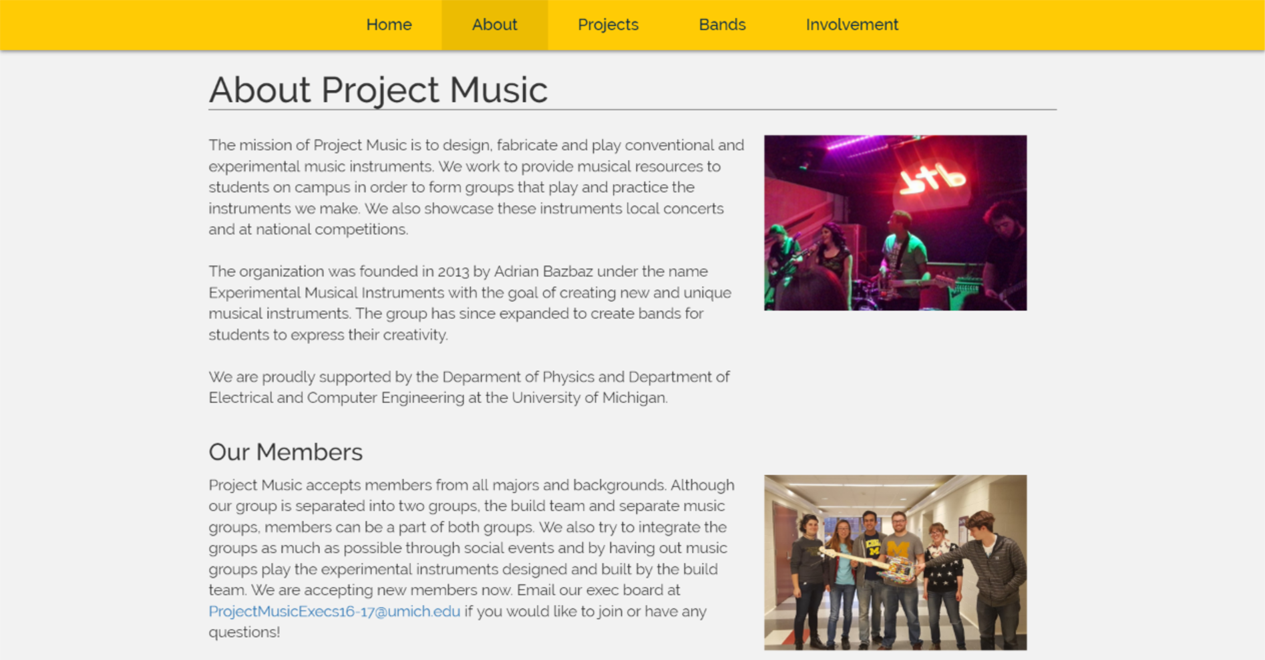 Home About Projects Bands Involvement
About Project Music
The mission of Project Music is to design, fabricate and play conventional and
experimental music instruments. We work to provide musical resources to
students on campus in order to form groups that play and practice the
instruments we make. We also showcase these instruments local concerts
and at national competitions.
The organization was founded in 2013 by Adrian Bazbaz under the name
Experimental Musical Instruments with the goal of creating new and unique
musical instruments. The group has since expanded to create bands for
students to express their creativity.
We are proudly supported by the Deparment of Physics and Department of
Electrical and Computer Engineering at the University of Michigan.
Our Members
Project Music accepts members from all majors and backgrounds. Although
our group is separated into two groups, the build team and separate music
groups, members can be a part of both groups. We also try to integrate the
groups as much as possible through social events and by having out music
groups play the experimental instruments designed and built by the build
team. We are accepting new members now. Email our exec board at
ProjectMusicExecs16-17@umich.edu if you would like to join or have any
questions!